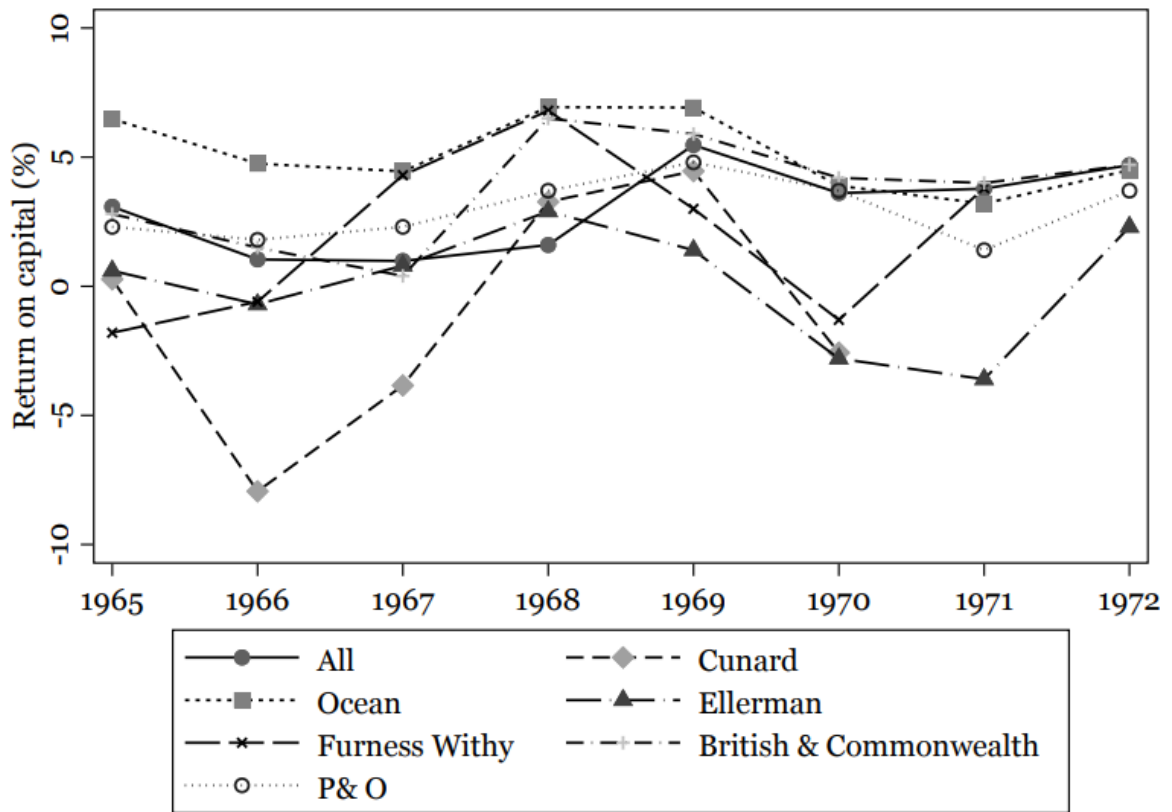 Return on capital (%)
10
5
0
-5
-10
1965 1966 1967 1968 1969 1970 1971 1972
All Cunard
Ocean Ellerman
Furness Withy British & Commonwealth
P& O